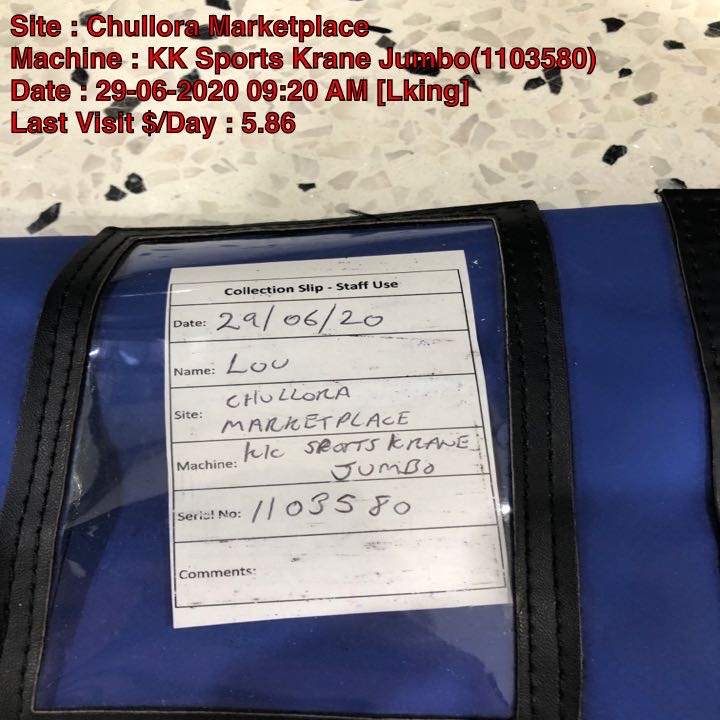 Site : Chullora Marketplace
Machine : KK Sports Krane Jumbo(1103580)
Date : 29-06-2020 09:20 AM [Lking]
Last Visit $/Day : 5.86
Collection Slip - Staff Use
Date: 29/06/20
Name: LOU
Site: CHULLORA
MARKETPLACE
Machine: KK SPORTS KRANE
JUMBO
Serial No: 1103580
Comments: